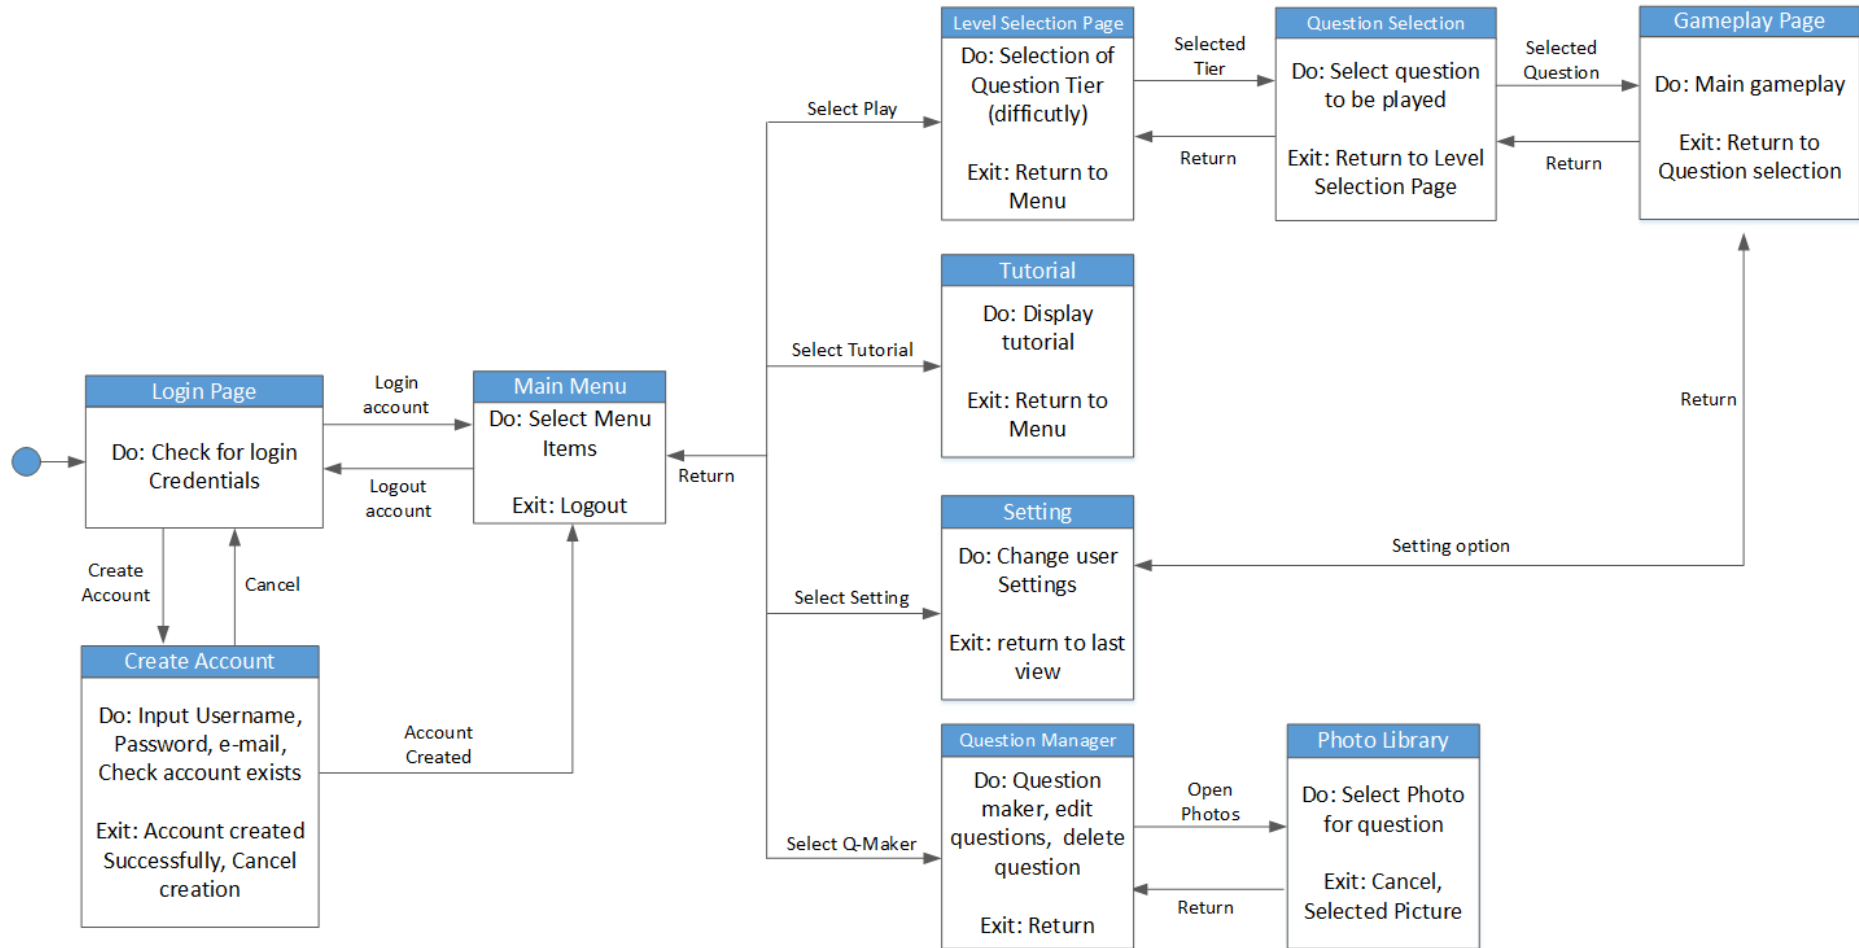 Level Selection Page
Do: Selection of
Question Tier
(difficutly)
Exit: Return to
Menu
Selected
Tier
Return
Question Selection
Do: Select question
to be played
Exit: Return to Level
Selection Page
Selected
Question
Return
Gameplay Page
Do: Main gameplay
Exit: Return to
Question selection
Select Play
Tutorial
Do: Display
tutorial
Exit: Return to
Menu
Select Tutorial
Login Page
Do: Check for login
Credentials
Login
account
Logout
account
Main Menu
Do: Select Menu
Items
Exit: Logout
Return
Return
Setting
Do: Change user
Settings
Exit: return to last
view
Setting option
Select Setting
Create
Account
Cancel
Create Account
Do: Input Username,
Password, e-mail,
Check account exists
Exit: Account created
Successfully, Cancel
creation
Account
Created
Select Q-Maker
Question Manager
Do: Question
maker, edit
questions, delete
question
Exit: Return
Open
Photos
Return
Photo Library
Do: Select Photo
for question
Exit: Cancel,
Selected Picture